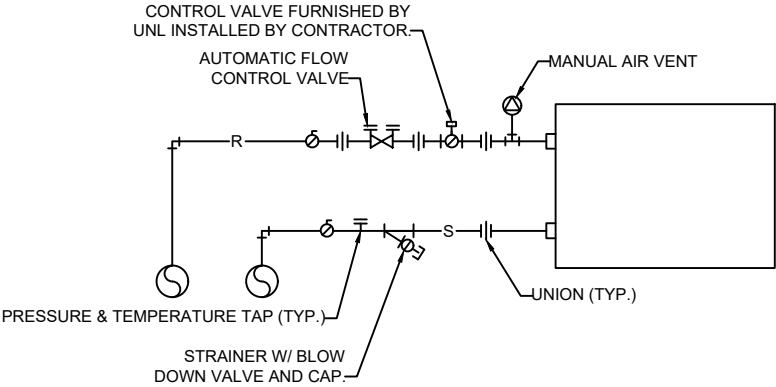 CONTROL VALVE FURNISHED BY
UNL INSTALLED BY CONTRACTOR.
AUTOMATIC FLOW
CONTROL VALVE
MANUAL AIR VENT
R
S
UNION (TYP.)
PRESSURE & TEMPERATURE TAP (TYP.)
STRAINER W/ BLOW
DOWN VALVE AND CAP.